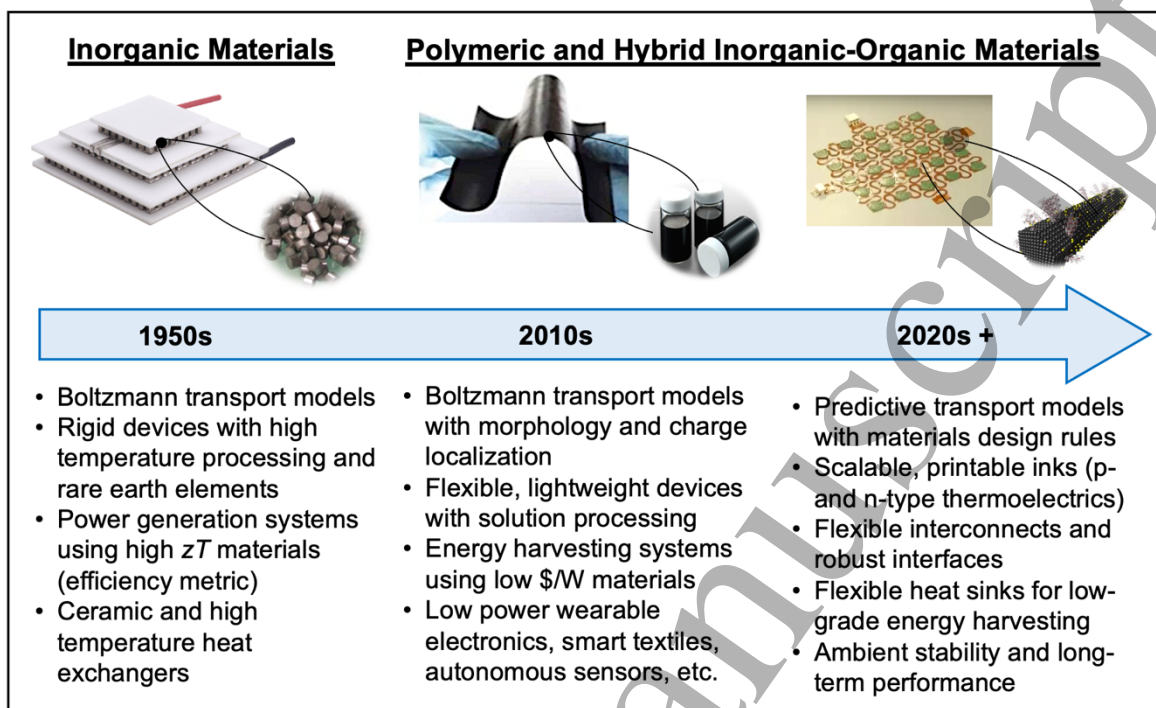 Inorganic Materials
Polymeric and Hybrid Inorganic-Organic Materials
1950s
2010s
2020s +
• Boltzmann transport models
• Rigid devices with high
temperature processing and
rare earth elements
• Power generation systems
using high zT materials
(efficiency metric)
• Ceramic and high
temperature heat
exchangers
• Boltzmann transport models
with morphology and charge
localization
• Flexible, lightweight devices
with solution processing
• Energy harvesting systems
using low $/W materials
• Low power wearable
electronics, smart textiles,
autonomous sensors, etc.
• Predictive transport models
with materials design rules
• Scalable, printable inks (p-
and n-type thermoelectrics)
• Flexible interconnects and
robust interfaces
• Flexible heat sinks for low-
grade energy harvesting
• Ambient stability and long-
term performance
anuscript